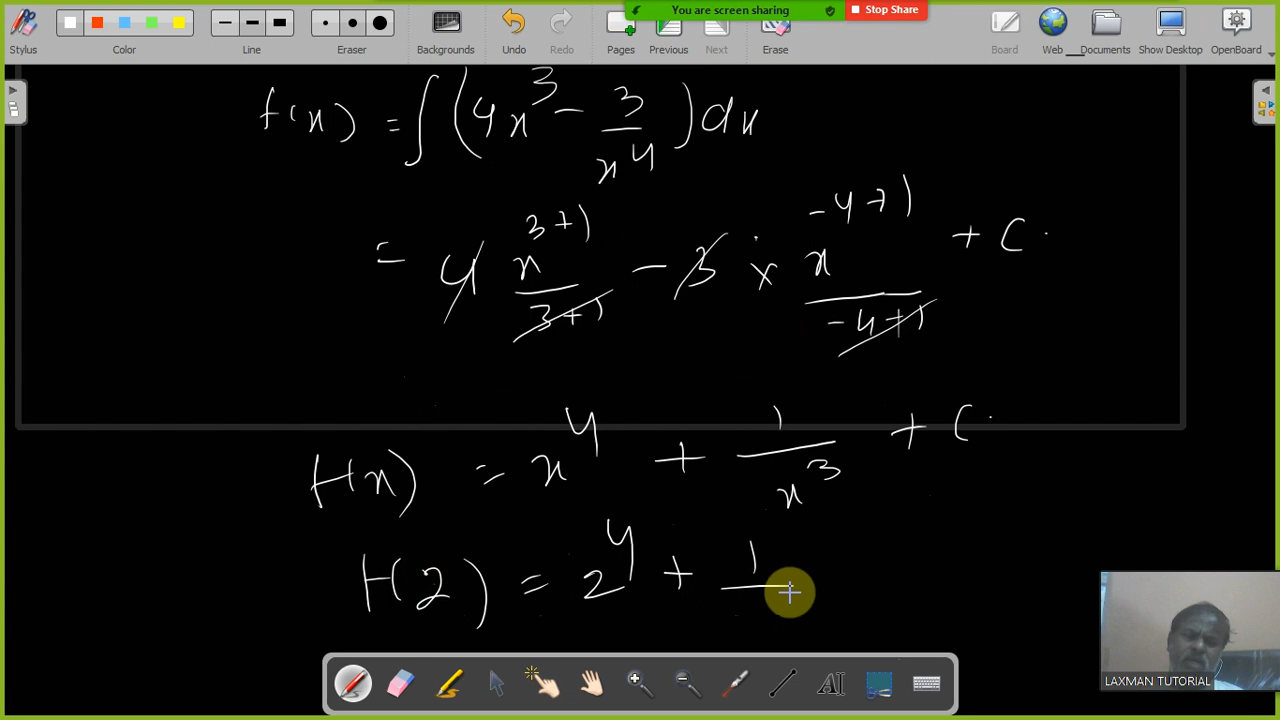 You are screen sharing Stop Share
Stylus Color Line Eraser Backgrounds Undo Redo Pages Previous Next Erase Board Web Documents Show Desktop OpenBoard
f(x) = ∫(4x³ - 3/x⁴)dx
= 4 x^(3+1)/(3+1) - 3 × x^(-4+1)/(-4+1) + C.
f(x) = x⁴ + 1/x³ + C.
f(2) = 2⁴ + 1/
LAXMAN TUTORIAL